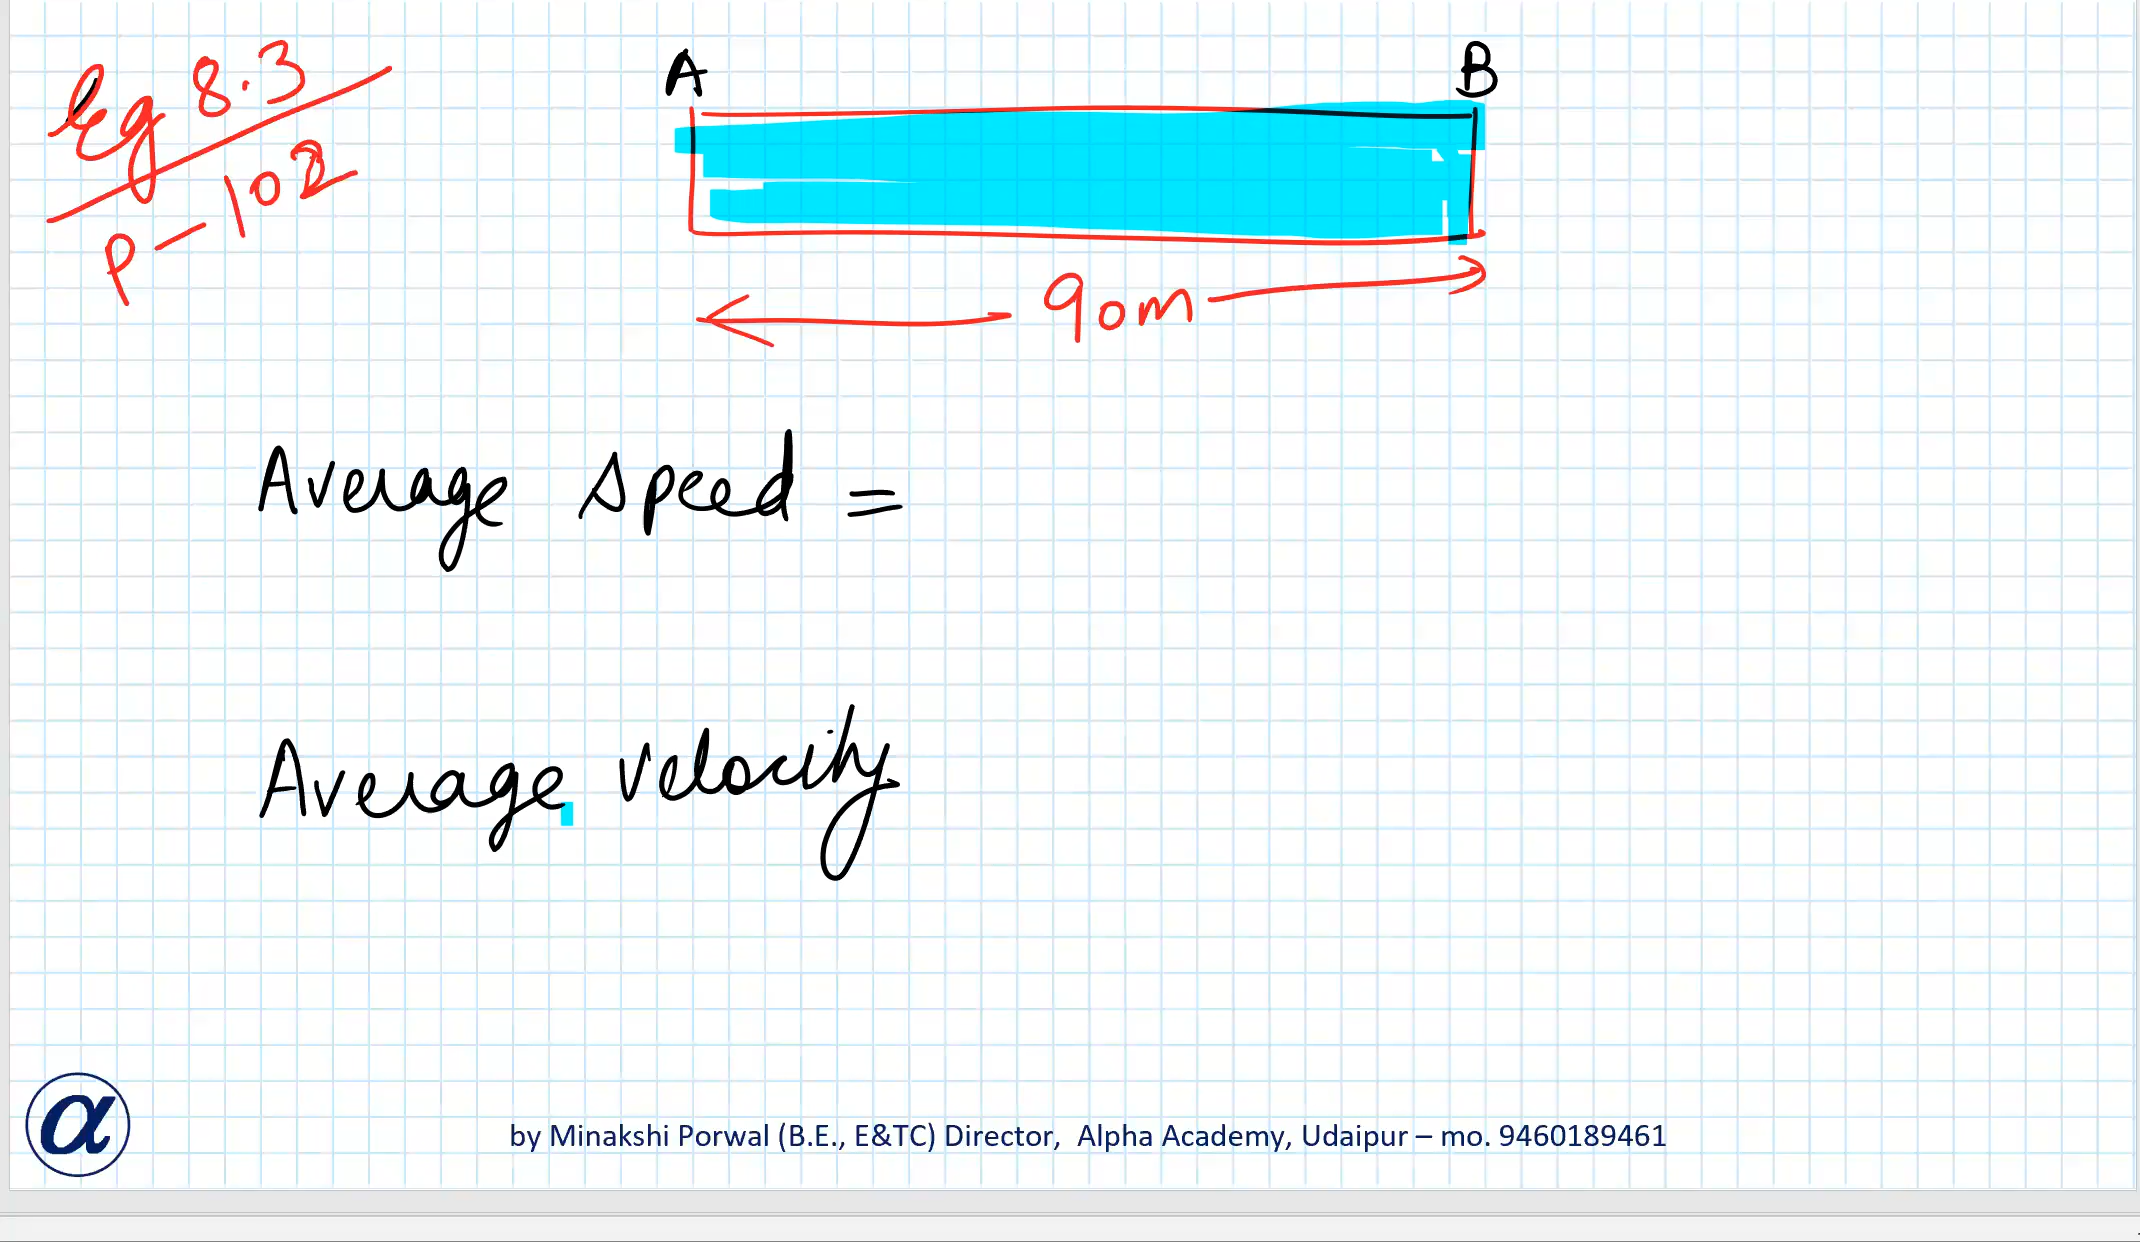 Eg 8.3
P - 102
A B
90m
Average speed =
Average velocity
α
by Minakshi Porwal (B.E., E&TC) Director, Alpha Academy, Udaipur – mo. 9460189461